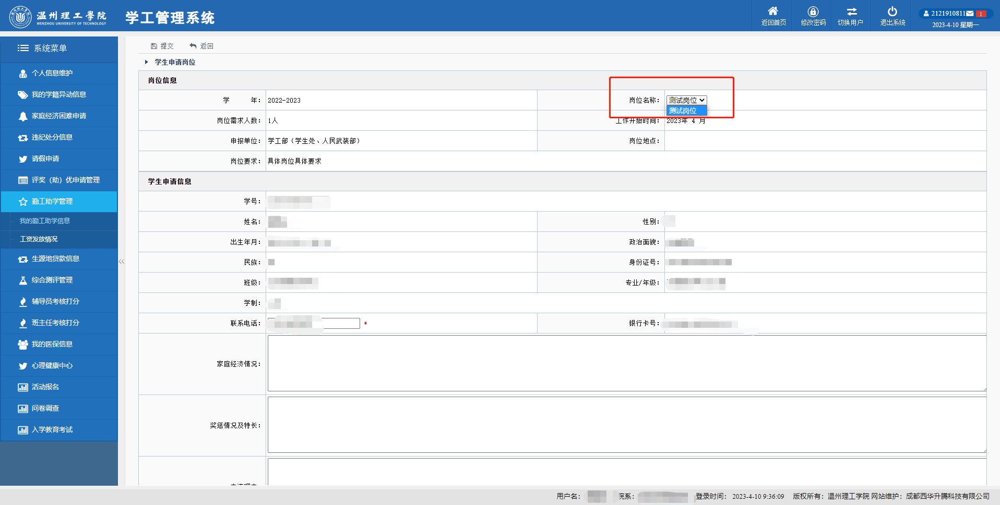 温州理工學院
WENZHOU UNIVERSITY OF TECHNOLOGY
学工管理系统
返回首页
修改密码
切换用户
退出系统
2121910811
1
2023-4-10 星期一
系统菜单
个人信息维护
我的学籍异动信息
家庭经济困难申请
违纪处分信息
请假申请
评奖（助）优申请管理
勤工助学管理
我的勤工助学信息
工资发放情况
生源地贷款信息
综合测评管理
辅导员考核打分
班主任考核打分
我的医保信息
心理健康中心
活动报名
问卷调查
入学教育考试
提交
返回
学生申请岗位
岗位信息
学 年：
2022-2023
岗位名称：
测试岗位
测试岗位
岗位需求人数：
1人
工作开始时间：
2023年 4 月
申报单位：
学工部（学生处、人民武装部）
岗位地点：
岗位要求：
具体岗位具体要求
学生申请信息
学号：
姓名：
性别：
出生年月：
政治面貌：
民族：
身份证号：
班级：
专业/年级：
学制：
联系电话：
*
银行卡号：
家庭经济情况：
奖惩情况及特长：
用户名：
院系：
登录时间： 2023-4-10 9:36:09
版权所有：温州理工学院 网站维护：成都西华升腾科技有限公司